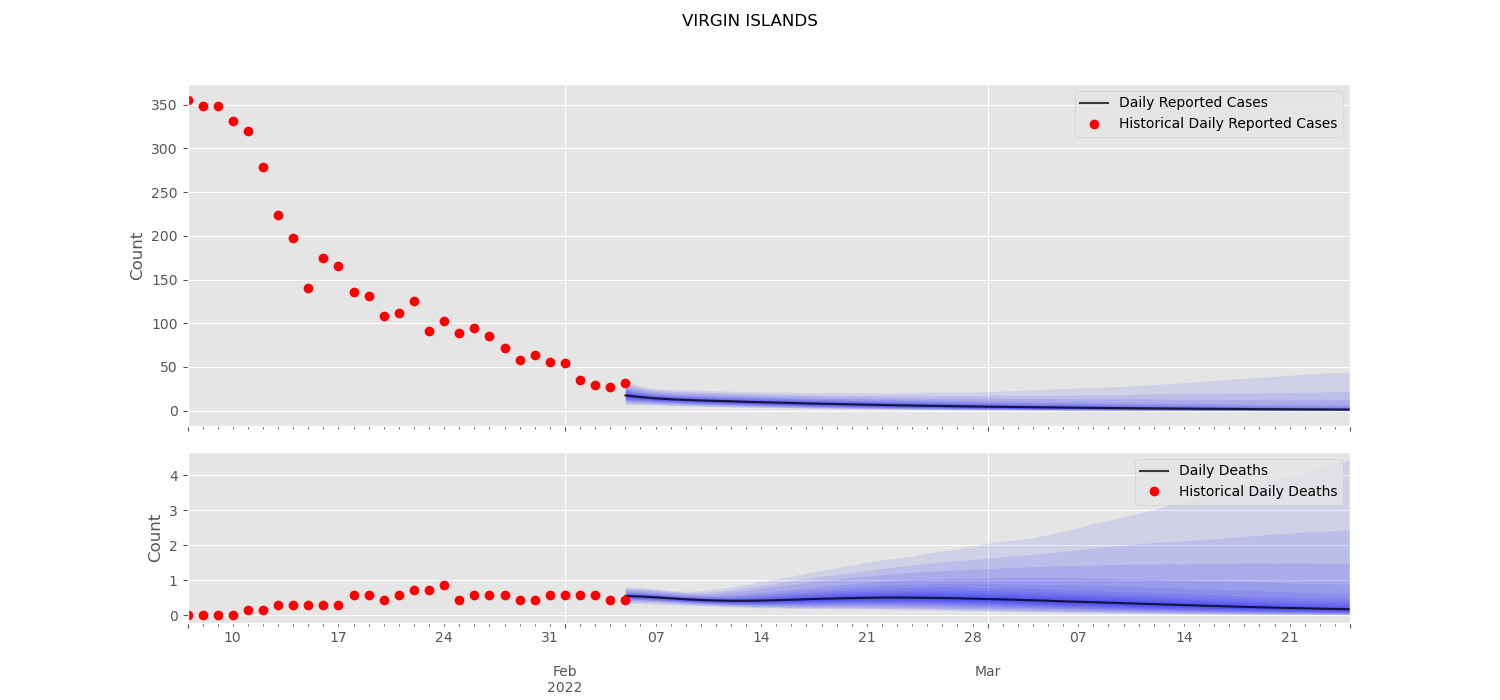 VIRGIN ISLANDS
Daily Reported Cases
Historical Daily Reported Cases
350
300
250
200
150
100
50
0
Count
Daily Deaths
Historical Daily Deaths
4
3
2
1
0
Count
10 17 24 31 07 14 21 28 07 14 21
Feb Mar
2022